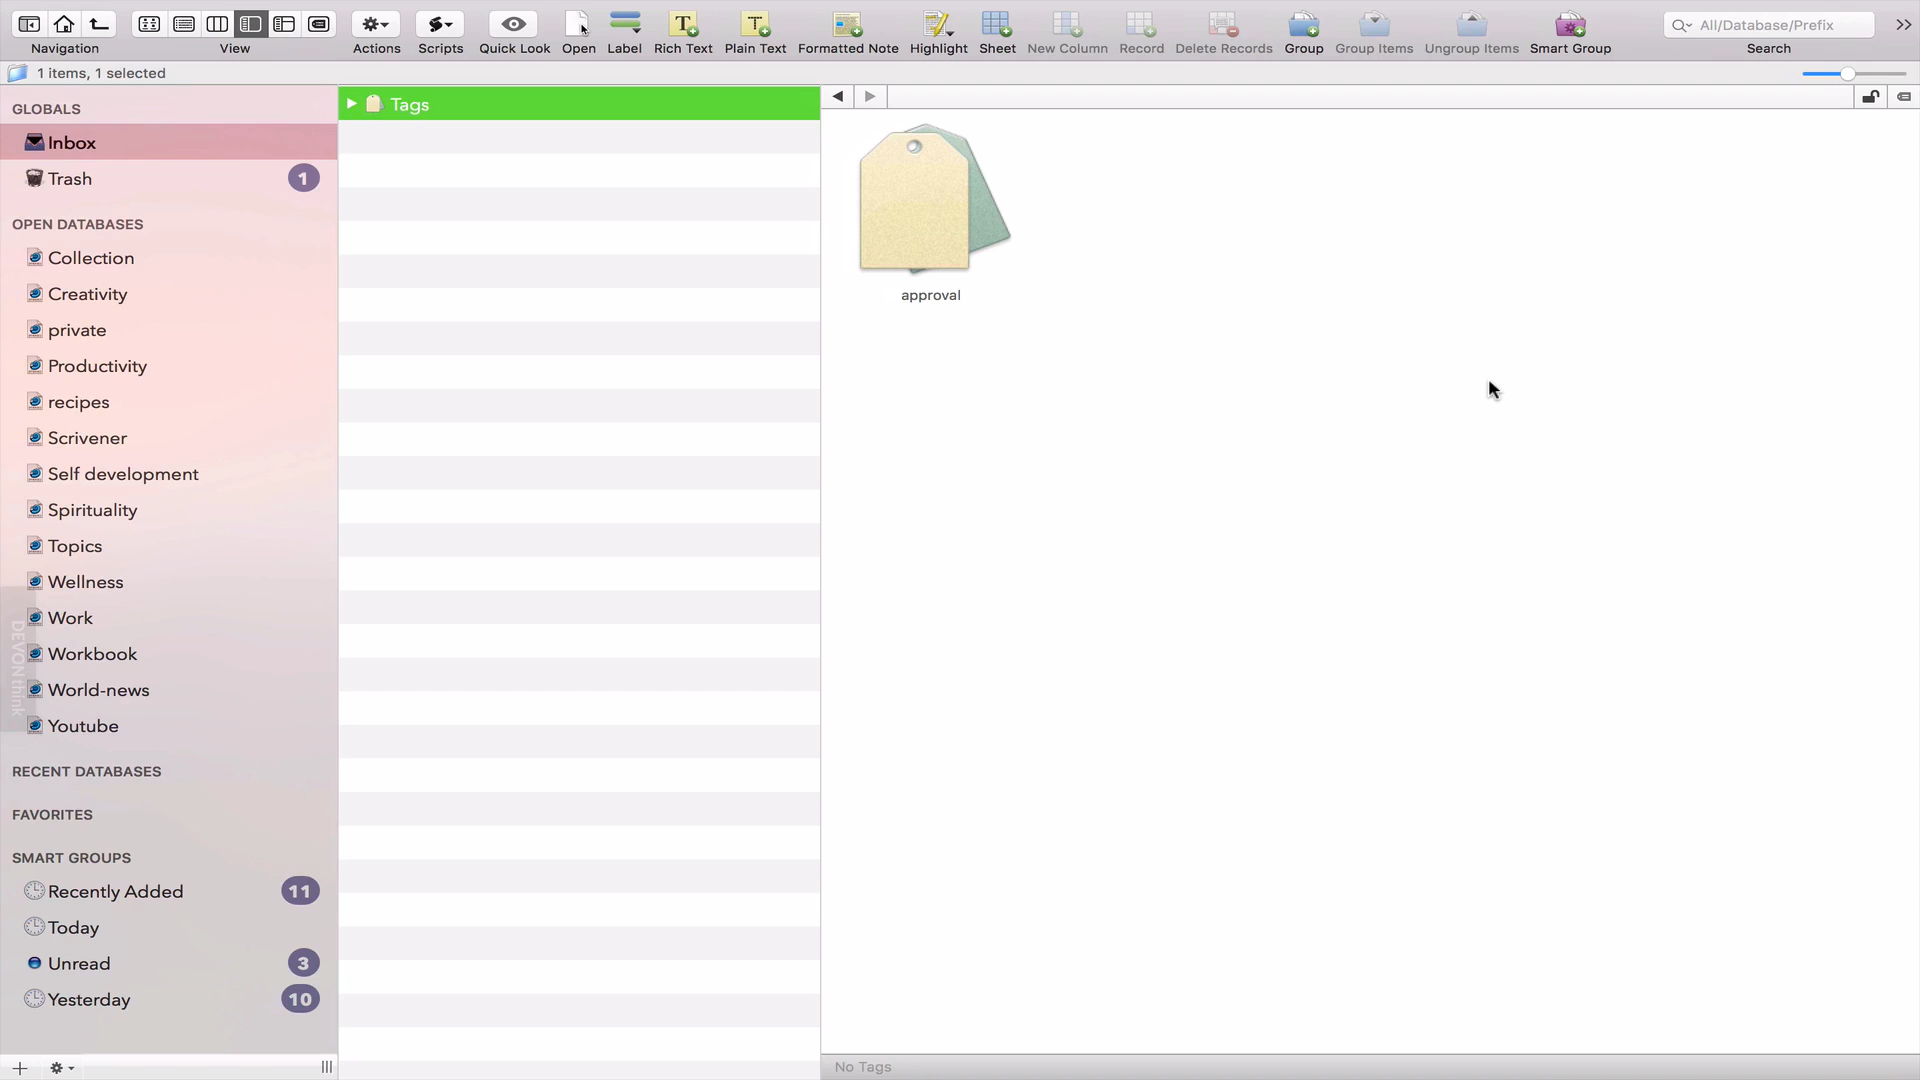 Navigation
View
Actions
Scripts
Quick Look
Open
Label
Rich Text
Plain Text
Formatted Note
Highlight
Sheet
New Column
Record
Delete Records
Group
Group Items
Ungroup Items
Smart Group
All/Database/Prefix
Search
1 items, 1 selected
GLOBALS
Inbox
Trash 1
OPEN DATABASES
Collection
Creativity
private
Productivity
recipes
Scrivener
Self development
Spirituality
Topics
Wellness
Work
Workbook
World-news
Youtube
DEVONthink
RECENT DATABASES
FAVORITES
SMART GROUPS
Recently Added 11
Today
Unread 3
Yesterday 10
Tags
approval
No Tags